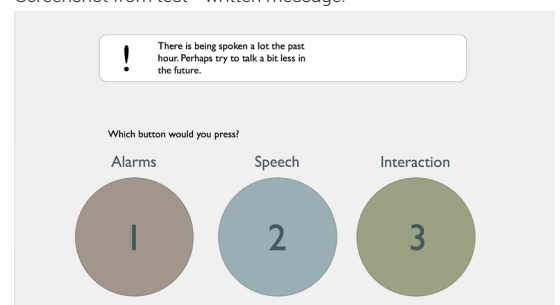 Screenshot from test - written message:
!
There is being spoken a lot the past
hour. Perhaps try to talk a bit less in
the future.
Which button would you press?
Alarms Speech Interaction
1 2 3